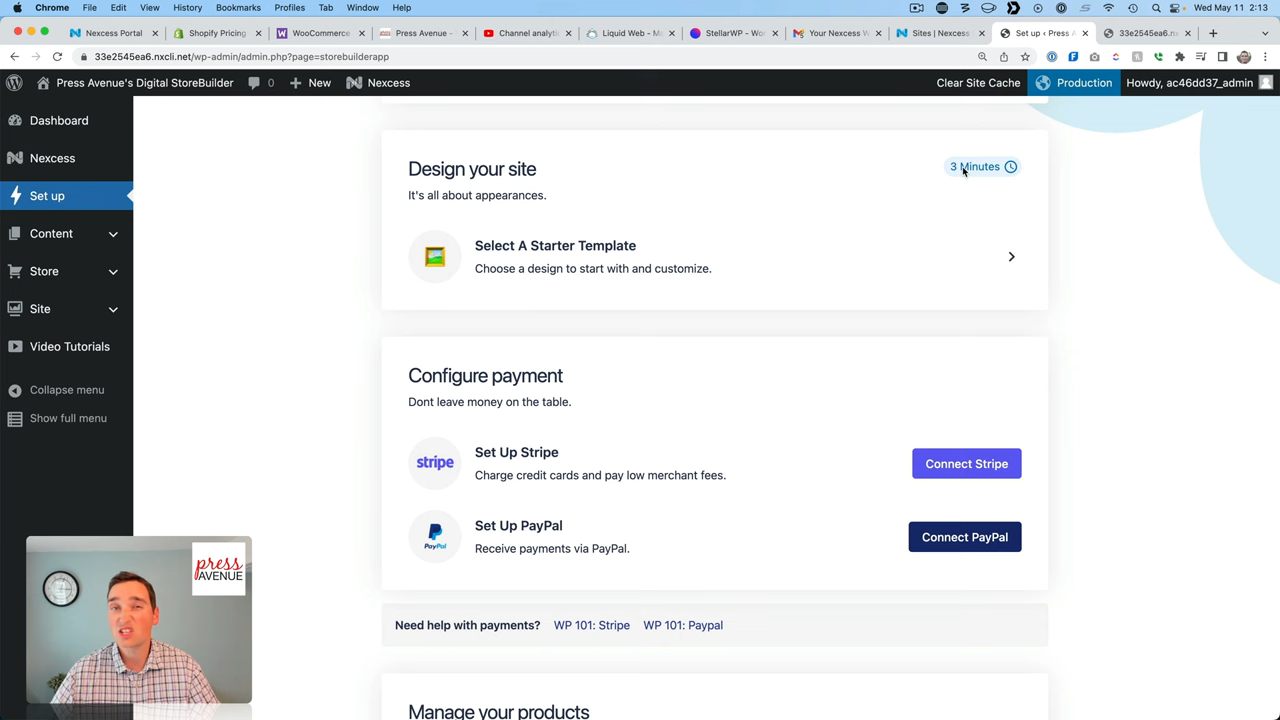 Chrome File Edit View History Bookmarks Profiles Tab Window Help Wed May 11 2:13
Nexcess Portal Shopify Pricing WooCommerce Press Avenue - Channel analytic Liquid Web - M StellarWP - Wor Your Nexcess W Sites | Nexcess Set up ‹ Press A 33e2545ea6.nx
33e2545ea6.nxcli.net/wp-admin/admin.php?page=storebuilderapp
Press Avenue's Digital StoreBuilder 0 New Nexcess Clear Site Cache Production Howdy, ac46dd37_admin
Dashboard
Nexcess
Set up
Content
Store
Site
Video Tutorials
Collapse menu
Show full menu
Design your site
3 Minutes
It's all about appearances.
Select A Starter Template
Choose a design to start with and customize.
Configure payment
Dont leave money on the table.
stripe
Set Up Stripe
Charge credit cards and pay low merchant fees.
Connect Stripe
PayPal
Set Up PayPal
Receive payments via PayPal.
Connect PayPal
Need help with payments? WP 101: Stripe WP 101: Paypal
Manage your products
press
AVENUE